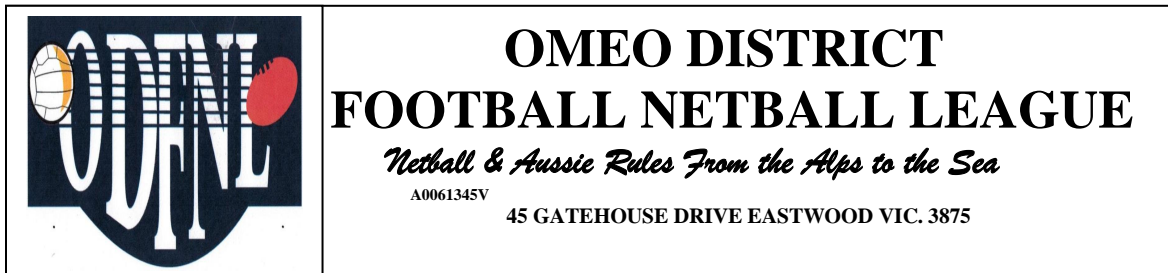 ODFNL
OMEO DISTRICT
FOOTBALL NETBALL LEAGUE
Netball & Aussie Rules From the Alps to the Sea
A0061345V
45 GATEHOUSE DRIVE EASTWOOD VIC. 3875